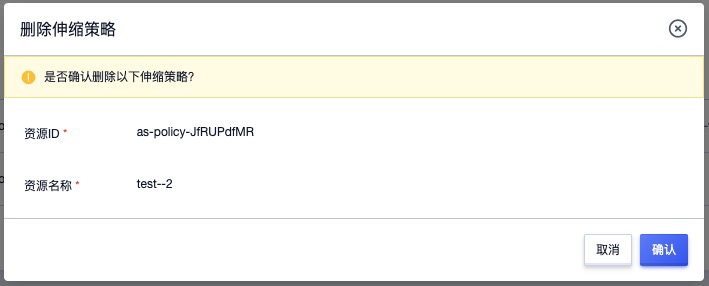 删除伸缩策略
是否确认删除以下伸缩策略?
资源ID * as-policy-JfRUPdfMR
资源名称 * test--2
取消 确认